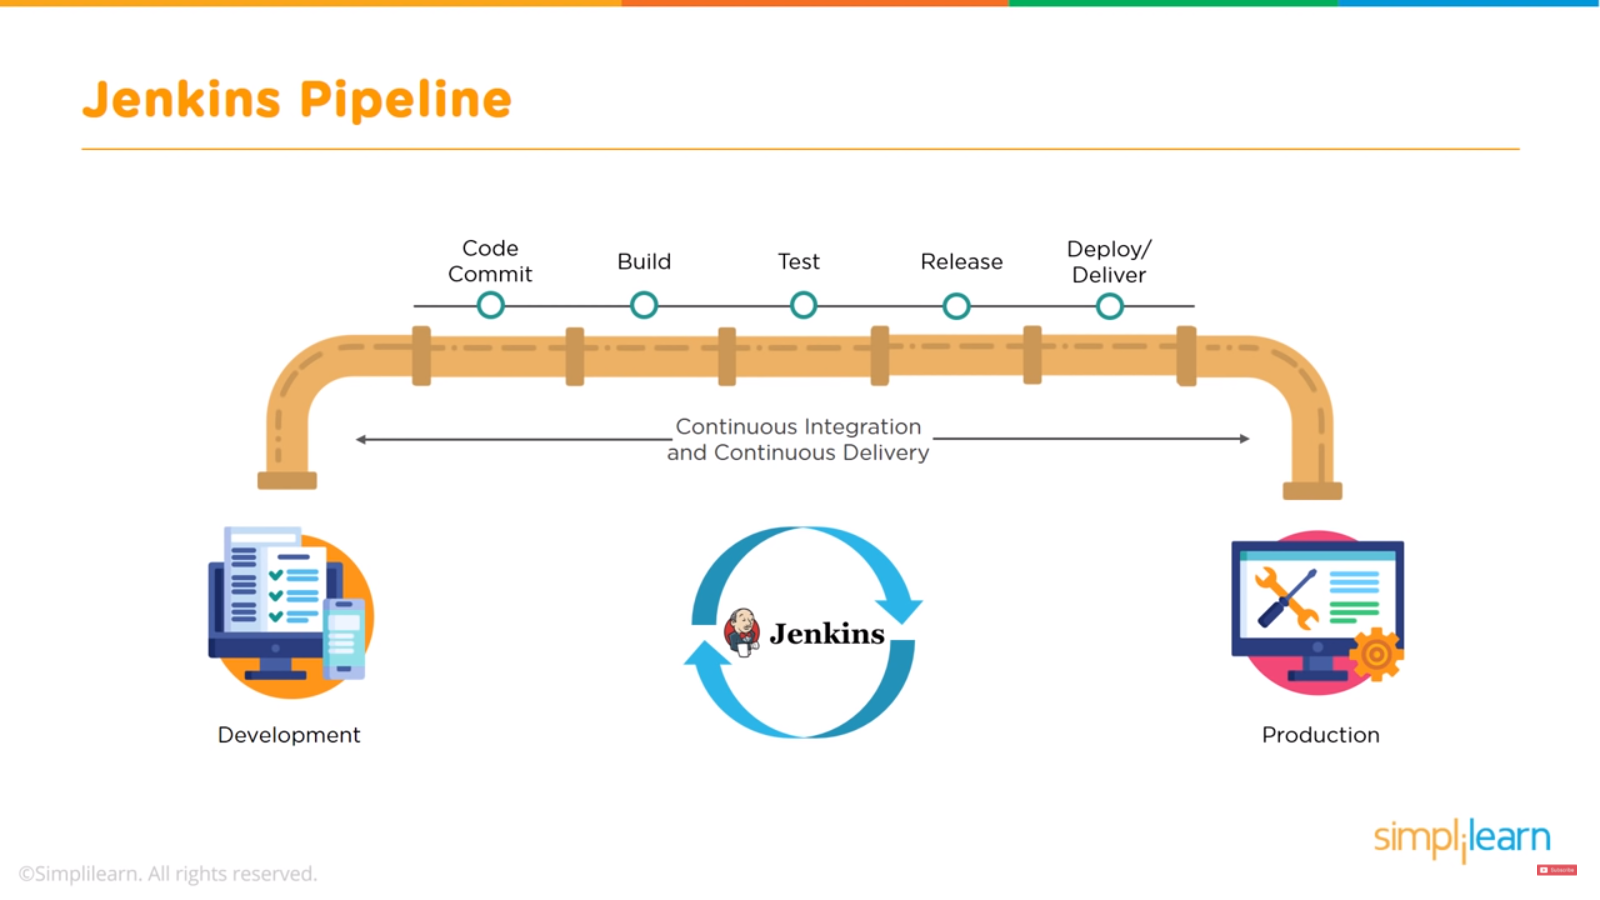 Jenkins Pipeline
Code
Commit
Build
Test
Release
Deploy/
Deliver
Continuous Integration
and Continuous Delivery
Jenkins
Development
Production
simplilearn
Subscribe
©Simplilearn. All rights reserved.